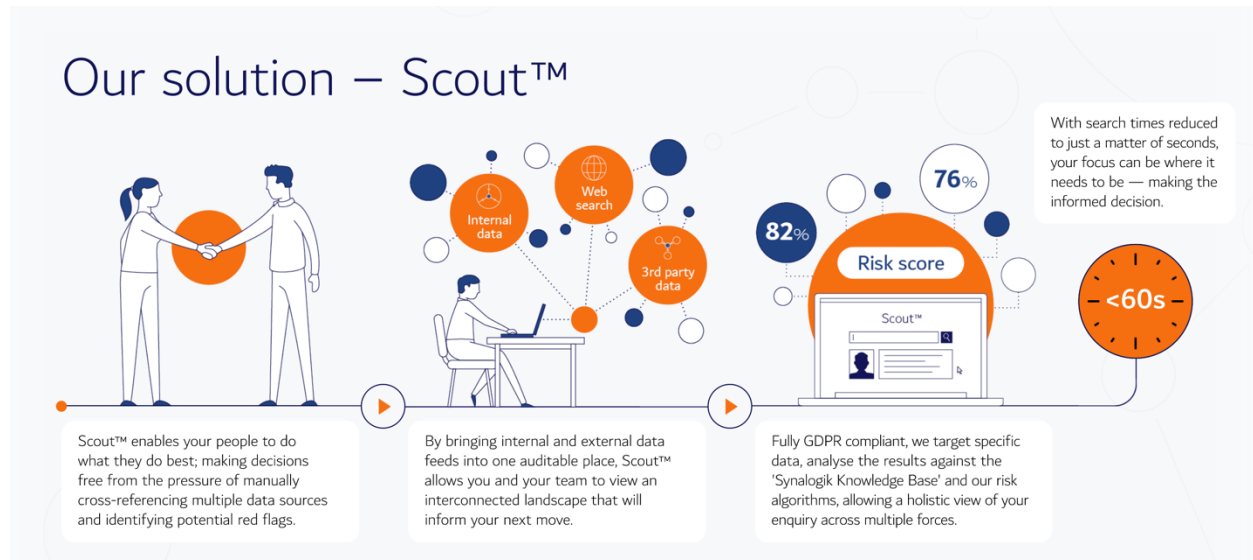 Our solution – Scout™
With search times reduced
to just a matter of seconds,
your focus can be where it
needs to be — making the
informed decision.
Internal
data
Web
search
3rd party
data
82%
76%
Risk score
Scout™
<60s
Scout™ enables your people to do
what they do best; making decisions
free from the pressure of manually
cross-referencing multiple data sources
and identifying potential red flags.
By bringing internal and external data
feeds into one auditable place, Scout™
allows you and your team to view an
interconnected landscape that will
inform your next move.
Fully GDPR compliant, we target specific
data, analyse the results against the
'Synalogik Knowledge Base' and our risk
algorithms, allowing a holistic view of your
enquiry across multiple forces.